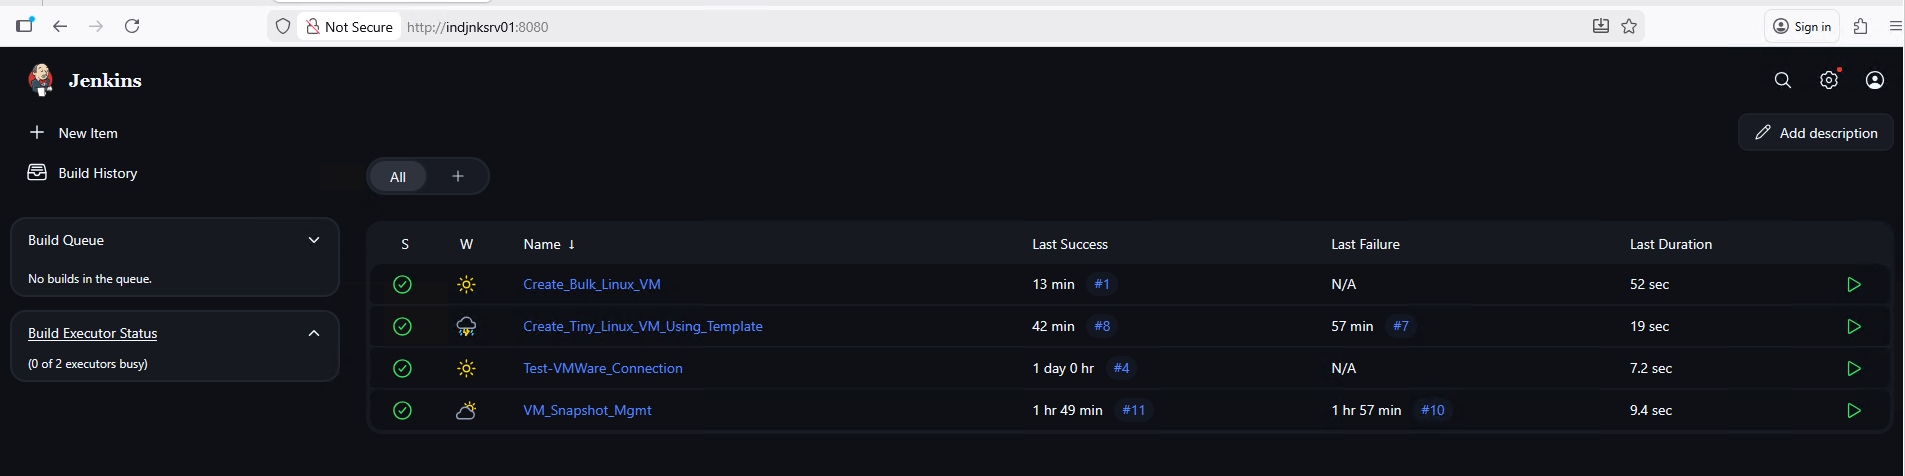 Not Secure http://indjnksrv01:8080 Sign in
Jenkins
New Item
Add description
Build History
All +
Build Queue
No builds in the queue.
Build Executor Status
(0 of 2 executors busy)
S W Name ↓ Last Success Last Failure Last Duration
Create_Bulk_Linux_VM 13 min #1 N/A 52 sec
Create_Tiny_Linux_VM_Using_Template 42 min #8 57 min #7 19 sec
Test-VMWare_Connection 1 day 0 hr #4 N/A 7.2 sec
VM_Snapshot_Mgmt 1 hr 49 min #11 1 hr 57 min #10 9.4 sec